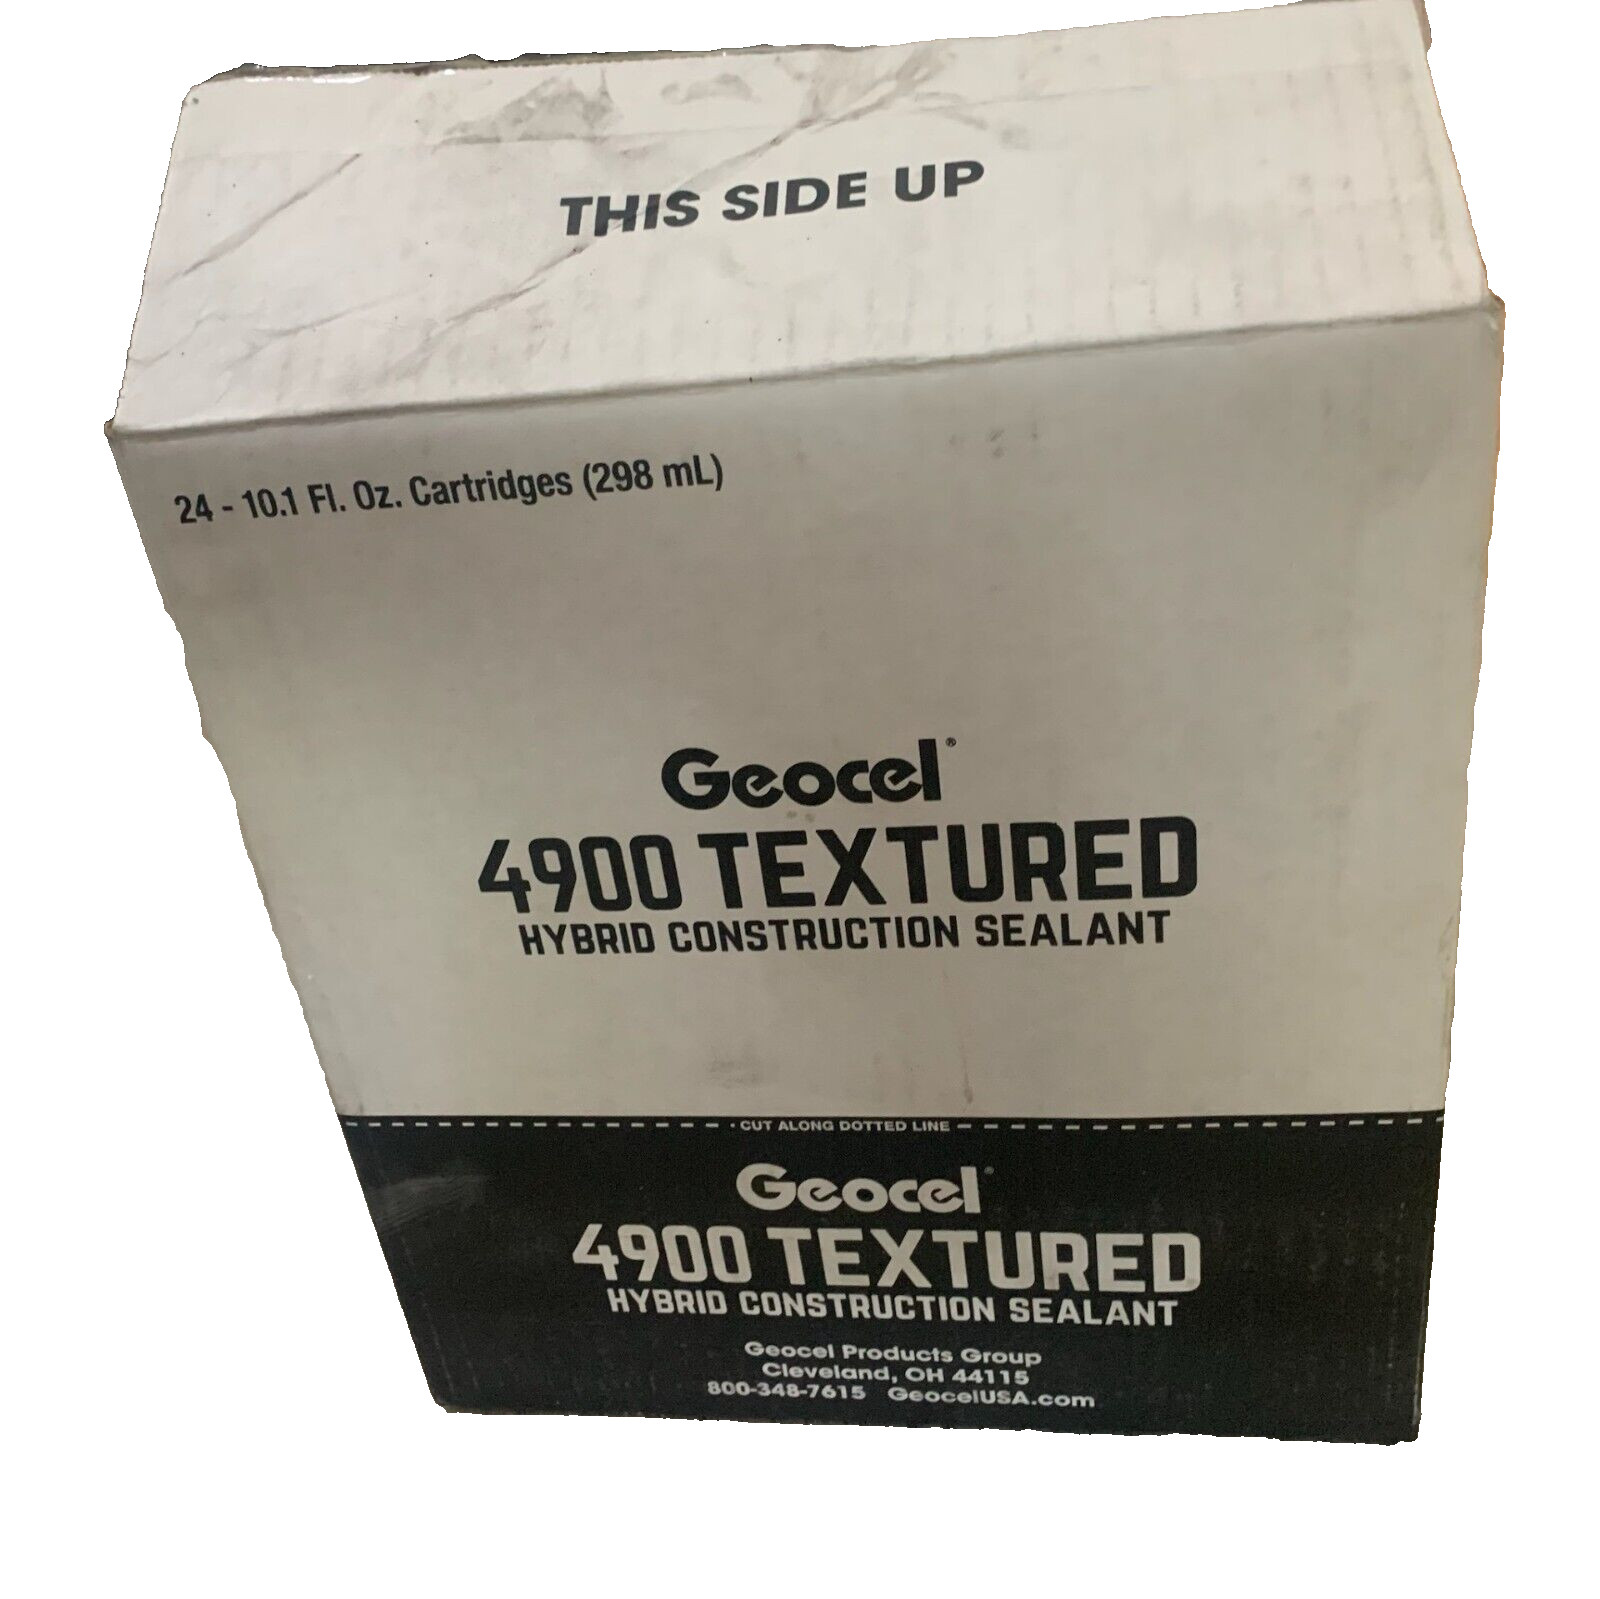 THIS SIDE UP
24 - 10.1 Fl. Oz. Cartridges (298 mL)
Geocel®
4900 TEXTURED
HYBRID CONSTRUCTION SEALANT
CUT ALONG DOTTED LINE
Geocel®
4900 TEXTURED
HYBRID CONSTRUCTION SEALANT
Geocel Products Group
Cleveland, OH 44115
800-348-7615 GeocelUSA.com